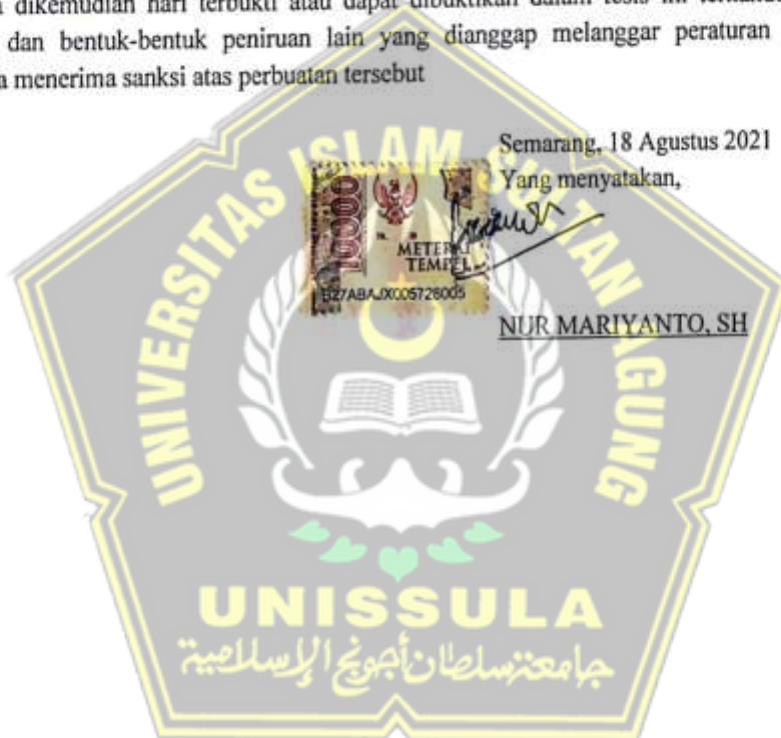 dikemudian hari terbukti atau dapat dibuktikan dalam tesis ini
dan bentuk-bentuk peniruan lain yang dianggap melanggar peraturan
menerima sanksi atas perbuatan tersebut
Semarang, 18 Agustus 2021
Yang menyatakan,
10000
METERAI
TEMPEL
B27ABAJX005728005
NUR MARIYANTO, SH
UNIVERSITAS ISLAM SULTAN AGUNG
UNISSULA
جامعة سلطان أجونج الإسلامية